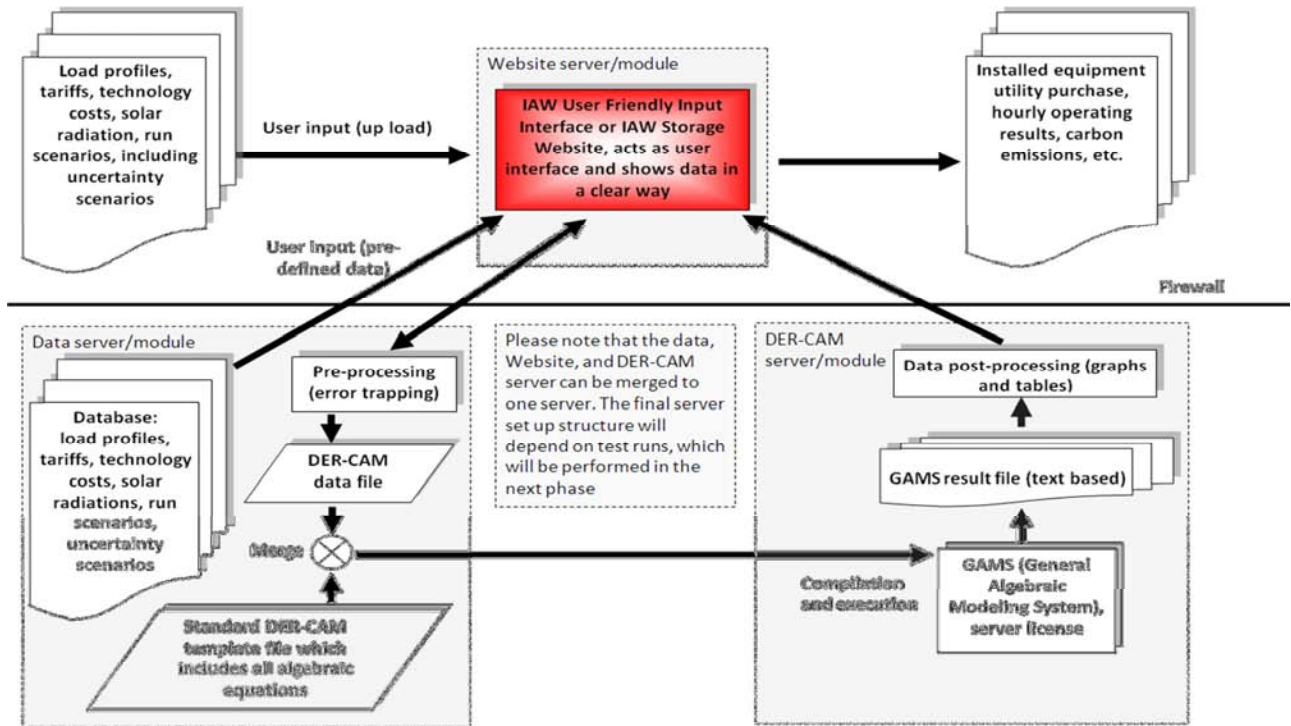 Load profiles,
tariffs, technology
costs, solar
radiation, run
scenarios, including
uncertainty
scenarios
User input (up load)
Website server/module
IAW User Friendly Input
Interface or IAW Storage
Website, acts as user
interface and shows data in
a clear way
Installed equipment
utility purchase,
hourly operating
results, carbon
emissions, etc.
User input (pre-
defined data)
Firewall
Data server/module
Database:
load profiles,
tariffs, technology
costs, solar
radiations, run
scenarios,
uncertainty
scenarios
Pre-processing
(error trapping)
DER-CAM
data file
Merge
Standard DER-CAM
template file which
includes all algebraic
equations
Please note that the data,
Website, and DER-CAM
server can be merged to
one server. The final server
set up structure will
depend on test runs, which
will be performed in the
next phase
DER-CAM
server/module
Data post-processing (graphs
and tables)
GAMS result file (text based)
Compilation
and execution
GAMS (General
Algebraic
Modeling System),
server license